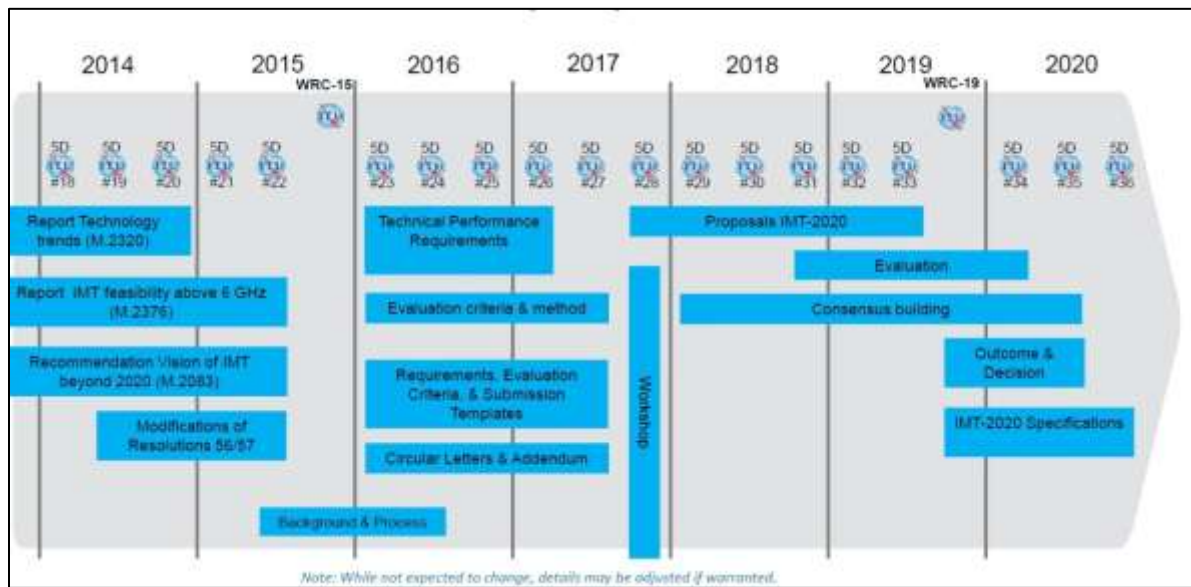 2014 2015 2016 2017 2018 2019 2020
WRC-15 WRC-19
5D 5D 5D 5D 5D 5D 5D 5D 5D 5D 5D 5D 5D 5D 5D 5D 5D 5D 5D
#18 #19 #20 #21 #22 #23 #24 #25 #26 #27 #28 #29 #30 #31 #32 #33 #34 #35 #36
Report Technology
trends (M.2320)
Technical Performance
Requirements
Proposals IMT-2020
Evaluation
Report IMT feasibility above 6 GHz
(M.2376)
Evaluation criteria & method
Consensus building
Recommendation Vision of IMT
beyond 2020 (M.2083)
Requirements, Evaluation
Criteria, & Submission
Templates
Workshop
Outcome &
Decision
Modifications of
Resolutions 56/57
Circular Letters & Addendum
IMT-2020 Specifications
Background & Process
Note: While not expected to change, details may be adjusted if warranted.